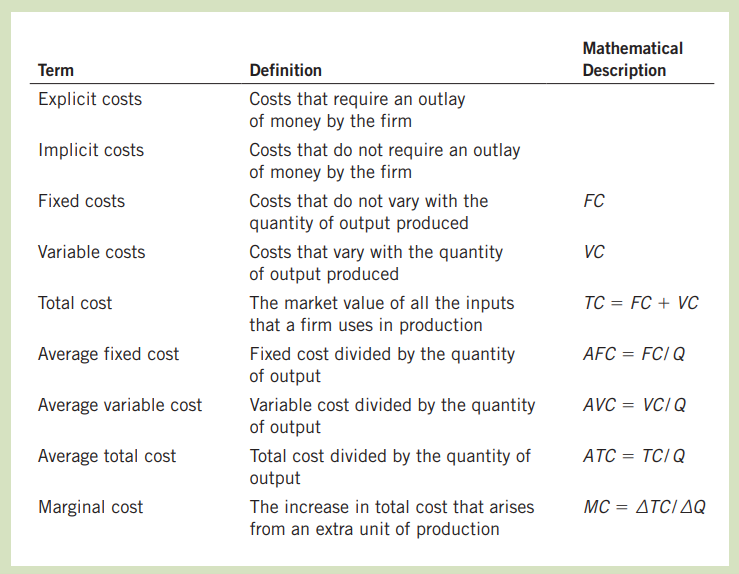 Mathematical
Term Definition Description
Explicit costs Costs that require an outlay
of money by the firm
Implicit costs Costs that do not require an outlay
of money by the firm
Fixed costs Costs that do not vary with the FC
quantity of output produced
Variable costs Costs that vary with the quantity VC
of output produced
Total cost The market value of all the inputs TC = FC + VC
that a firm uses in production
Average fixed cost Fixed cost divided by the quantity AFC = FC/Q
of output
Average variable cost Variable cost divided by the quantity AVC = VC/Q
of output
Average total cost Total cost divided by the quantity of ATC = TC/Q
output
Marginal cost The increase in total cost that arises MC = ΔTC/ΔQ
from an extra unit of production